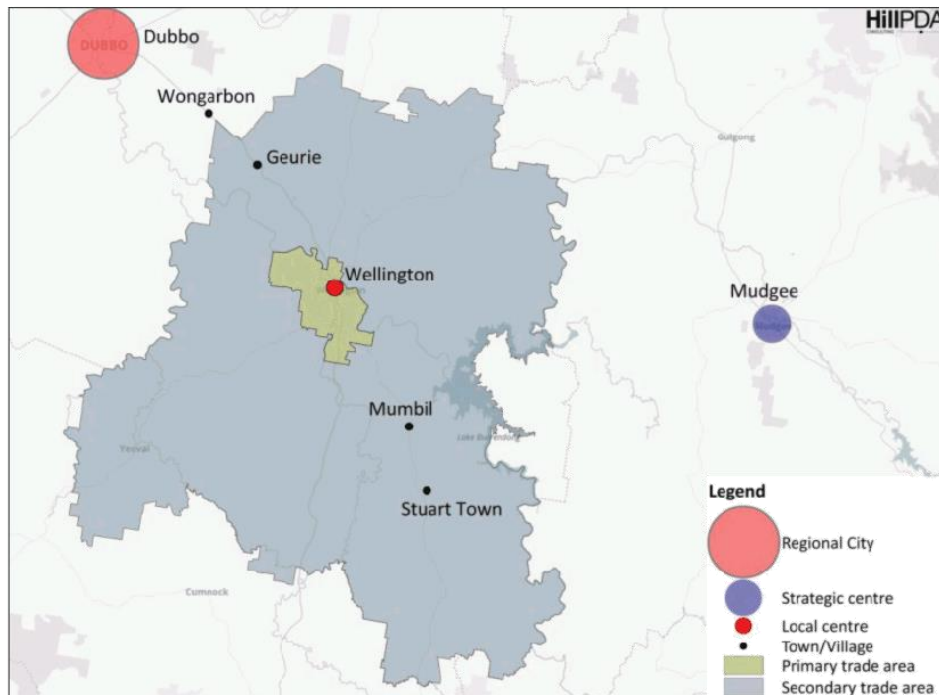 HillPDA
CONSULTING
DUBBO
Dubbo
Wongarbon
Geurie
Gulgong
Wellington
Mudgee
Mudgee
Mumbil
Lake Burrendong
Yeoval
Stuart Town
Cumnock
Legend
Regional City
Strategic centre
Local centre
Town/Village
Primary trade area
Secondary trade area